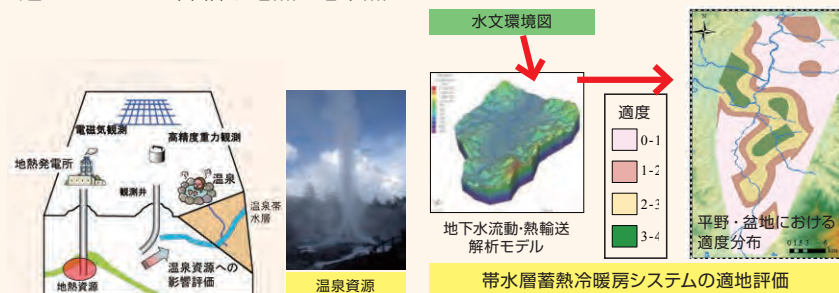 電磁気観測
高精度重力観測
地熱発電所
観測井
温泉
温泉帯
水層
温泉資源への
影響評価
地熱資源
温泉資源
水文環境図
地下水流動・熱輸送
解析モデル
適度
0-1
1-2
2-3
3-4
N
平野・盆地における
適度分布
km
帯水層蓄熱冷暖房システムの適地評価